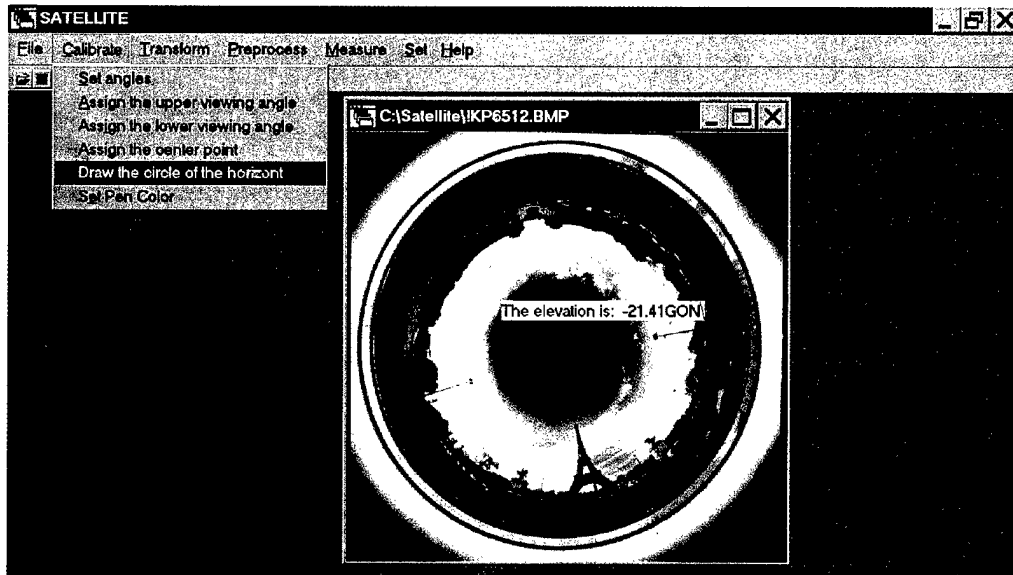 SATELLITE
File Calibrate Transform Preprocess Measure Set Help
Set angles
Assign the upper viewing angle
Assign the lower viewing angle
Assign the center point
Draw the circle of the horizont
Set Pen Color
C:\Satellite\!KP6512.BMP
The elevation is: -21.41GON